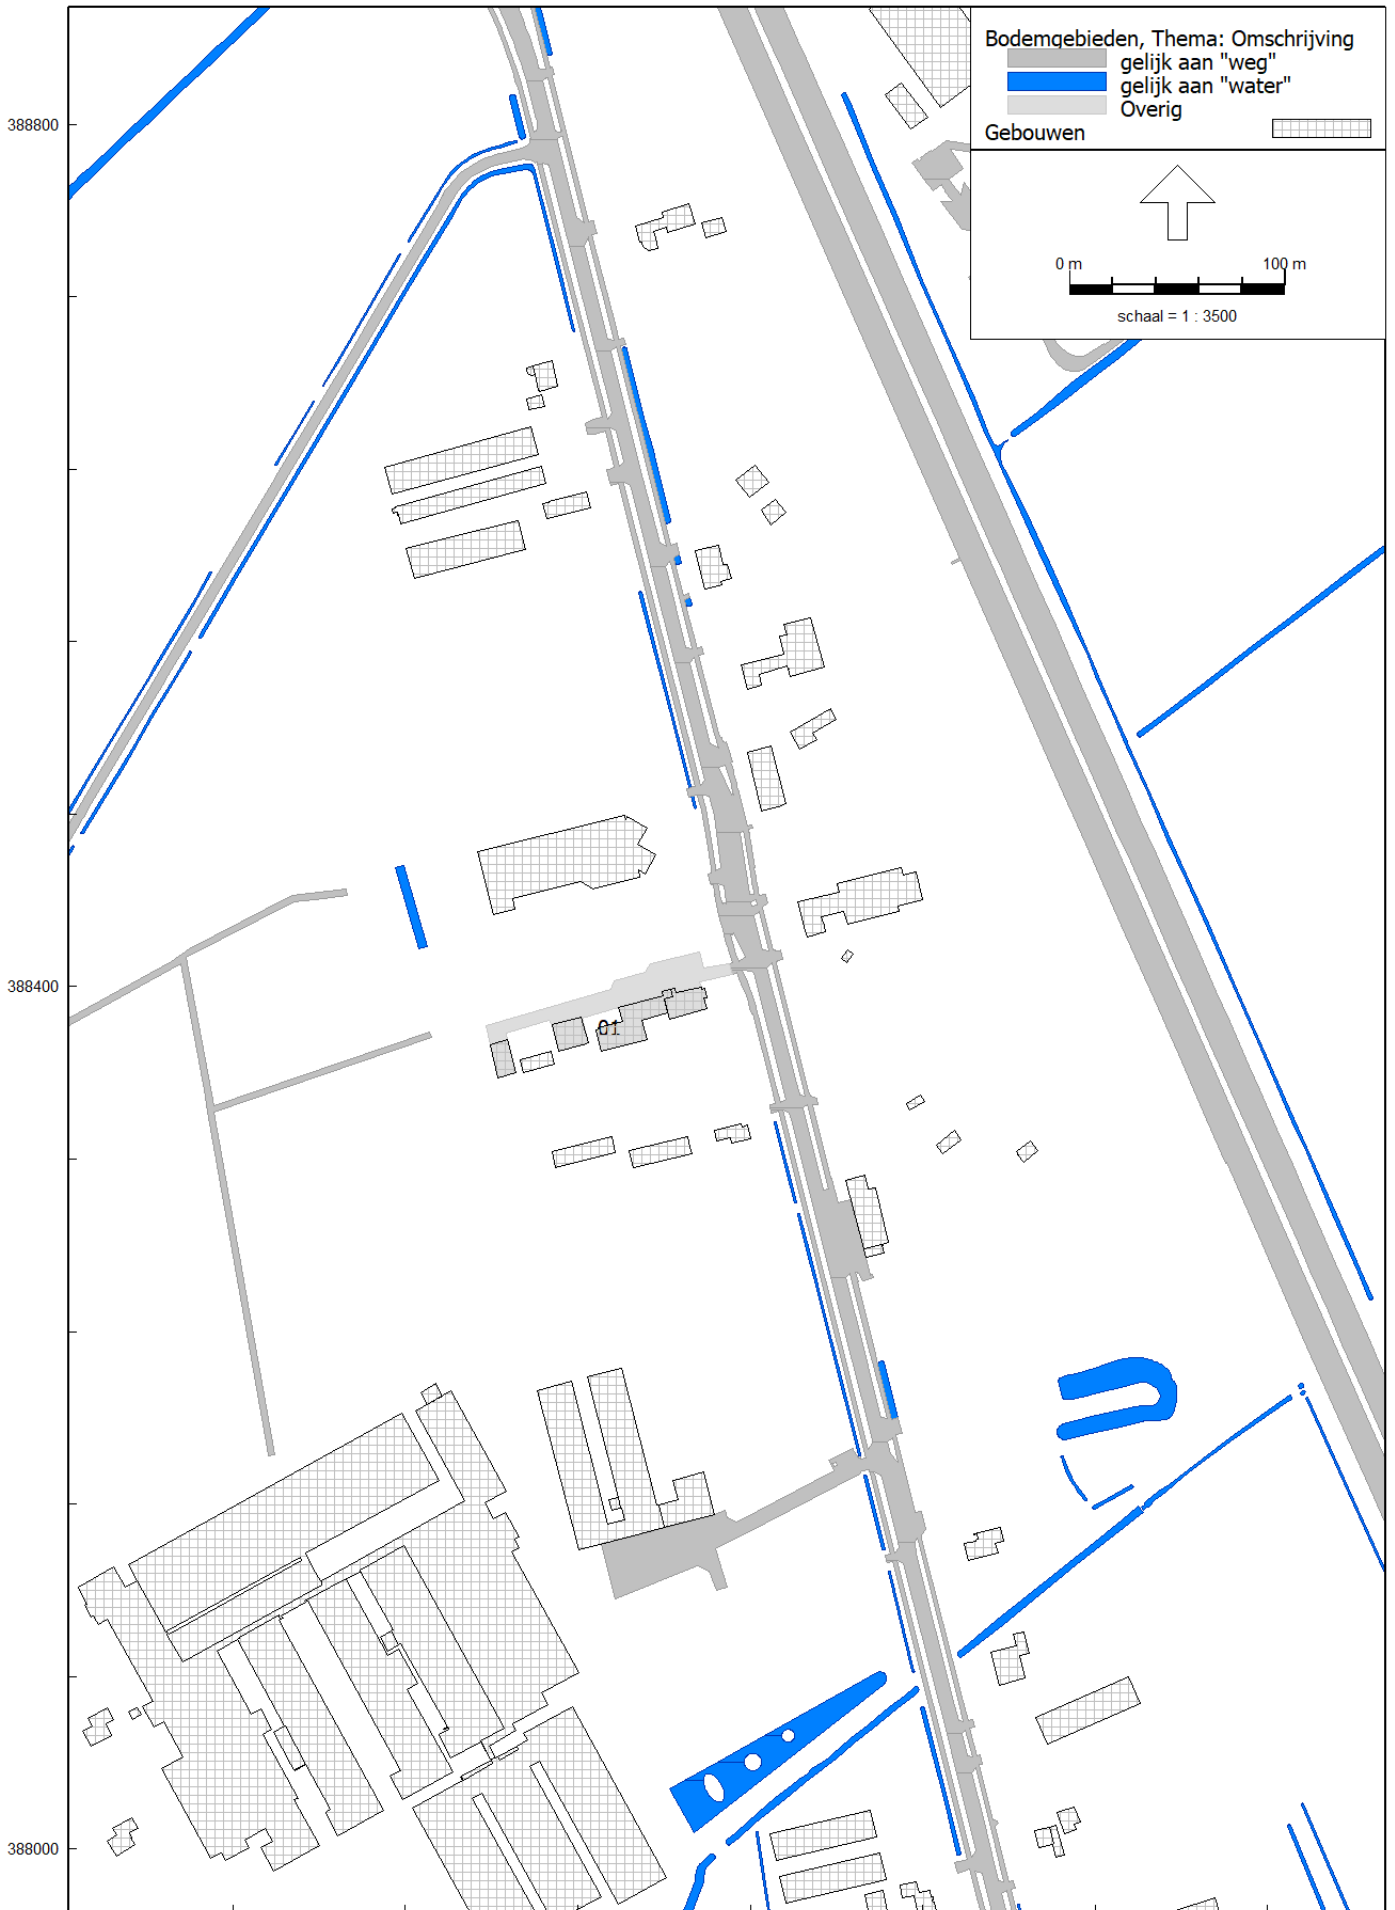 Bodemgebieden, Thema: Omschrijving
gelijk aan "weg"
gelijk aan "water"
Overig
Gebouwen
0 m 100 m
schaal = 1 : 3500
388800
388400
01
388000